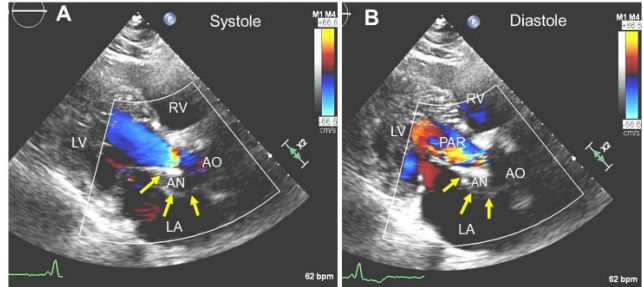 A
Systole
M1 M4
+66.6
-66.6
cm/s
RV
LV
AO
AN
LA
x2
62 bpm
B
Diastole
M1 M4
+66.6
-66.6
cm/s
RV
LV
PAR
AO
AN
LA
x2
62 bpm